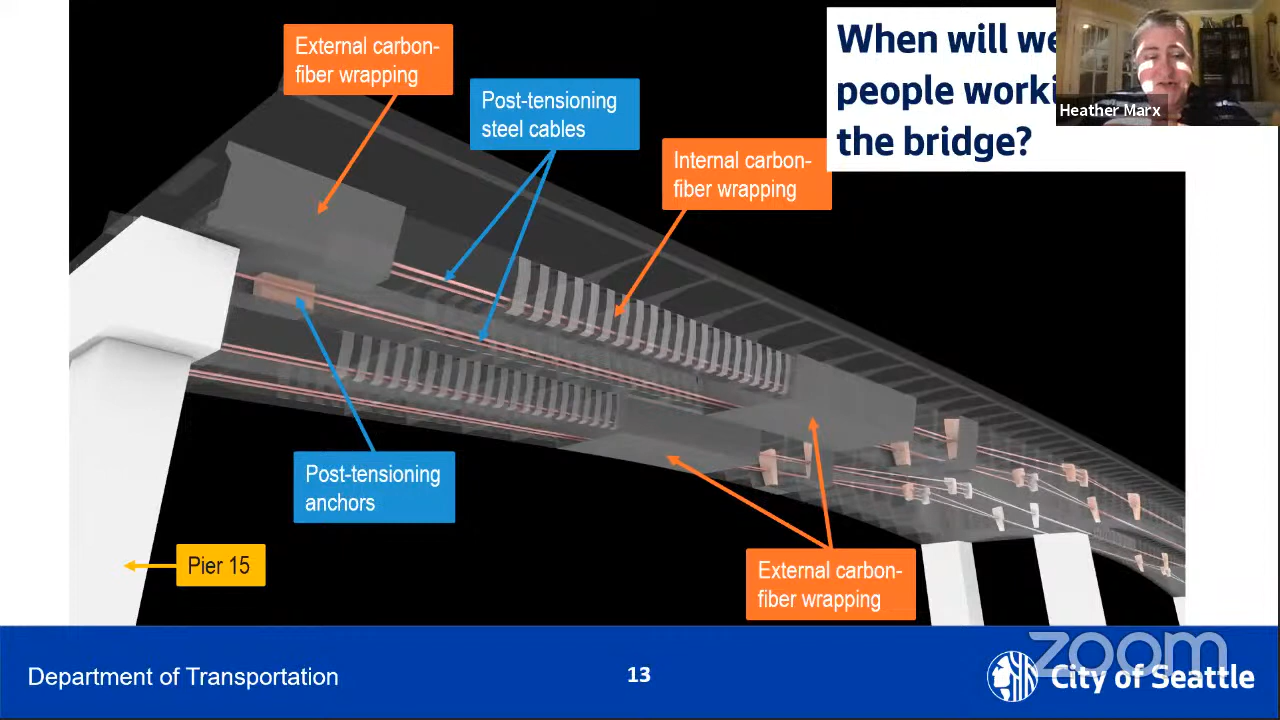 External carbon-
fiber wrapping
Post-tensioning
steel cables
Internal carbon-
fiber wrapping
When will we
people worki
the bridge?
Heather Marx
Post-tensioning
anchors
Pier 15
External carbon-
fiber wrapping
Department of Transportation
13
zoom
City of Seattle